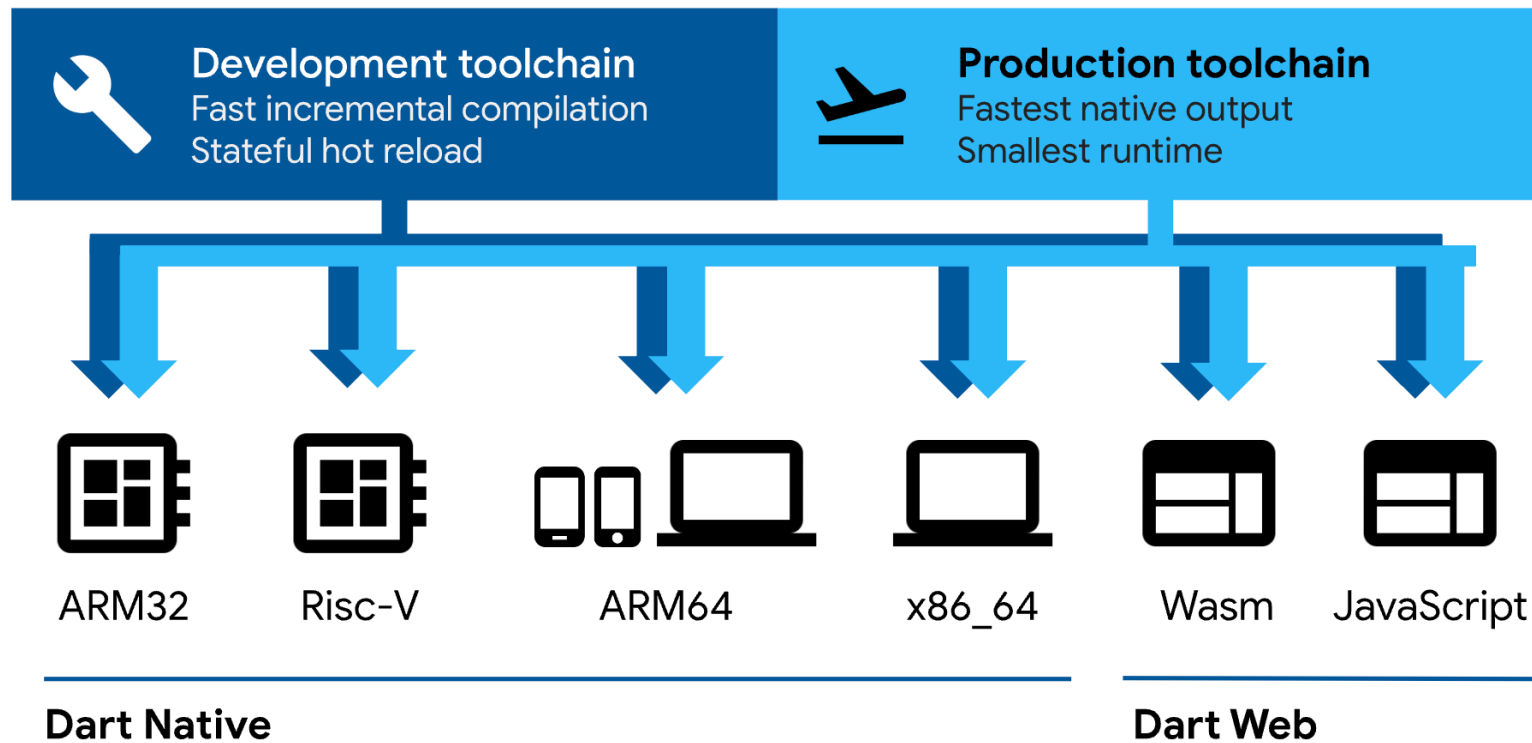 Development toolchain
Fast incremental compilation
Stateful hot reload
Production toolchain
Fastest native output
Smallest runtime
ARM32
Risc-V
ARM64
x86_64
Wasm
JavaScript
Dart Native
Dart Web